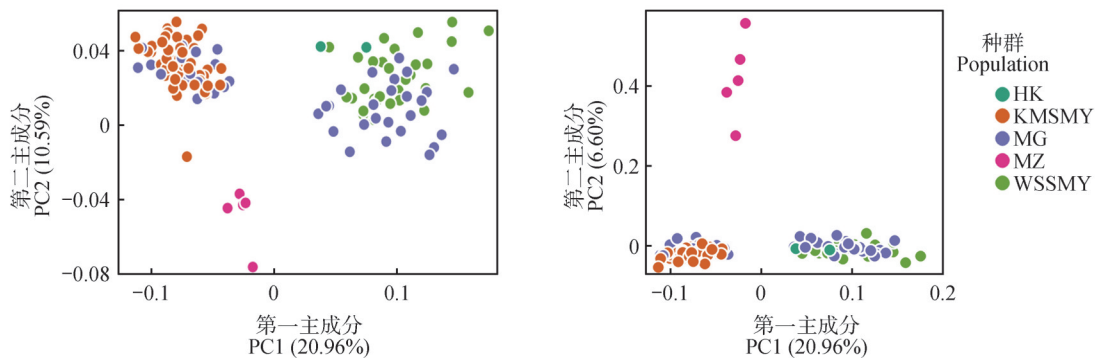 0.04
0
−0.04
−0.08
−0.1
0
0.1
第二主成分
PC2 (10.59%)
第一主成分
PC1 (20.96%)
0.4
0.2
0
−0.1
0
0.1
0.2
第二主成分
PC2 (6.60%)
第一主成分
PC1 (20.96%)
种群
Population
HK
KMSMY
MG
MZ
WSSMY